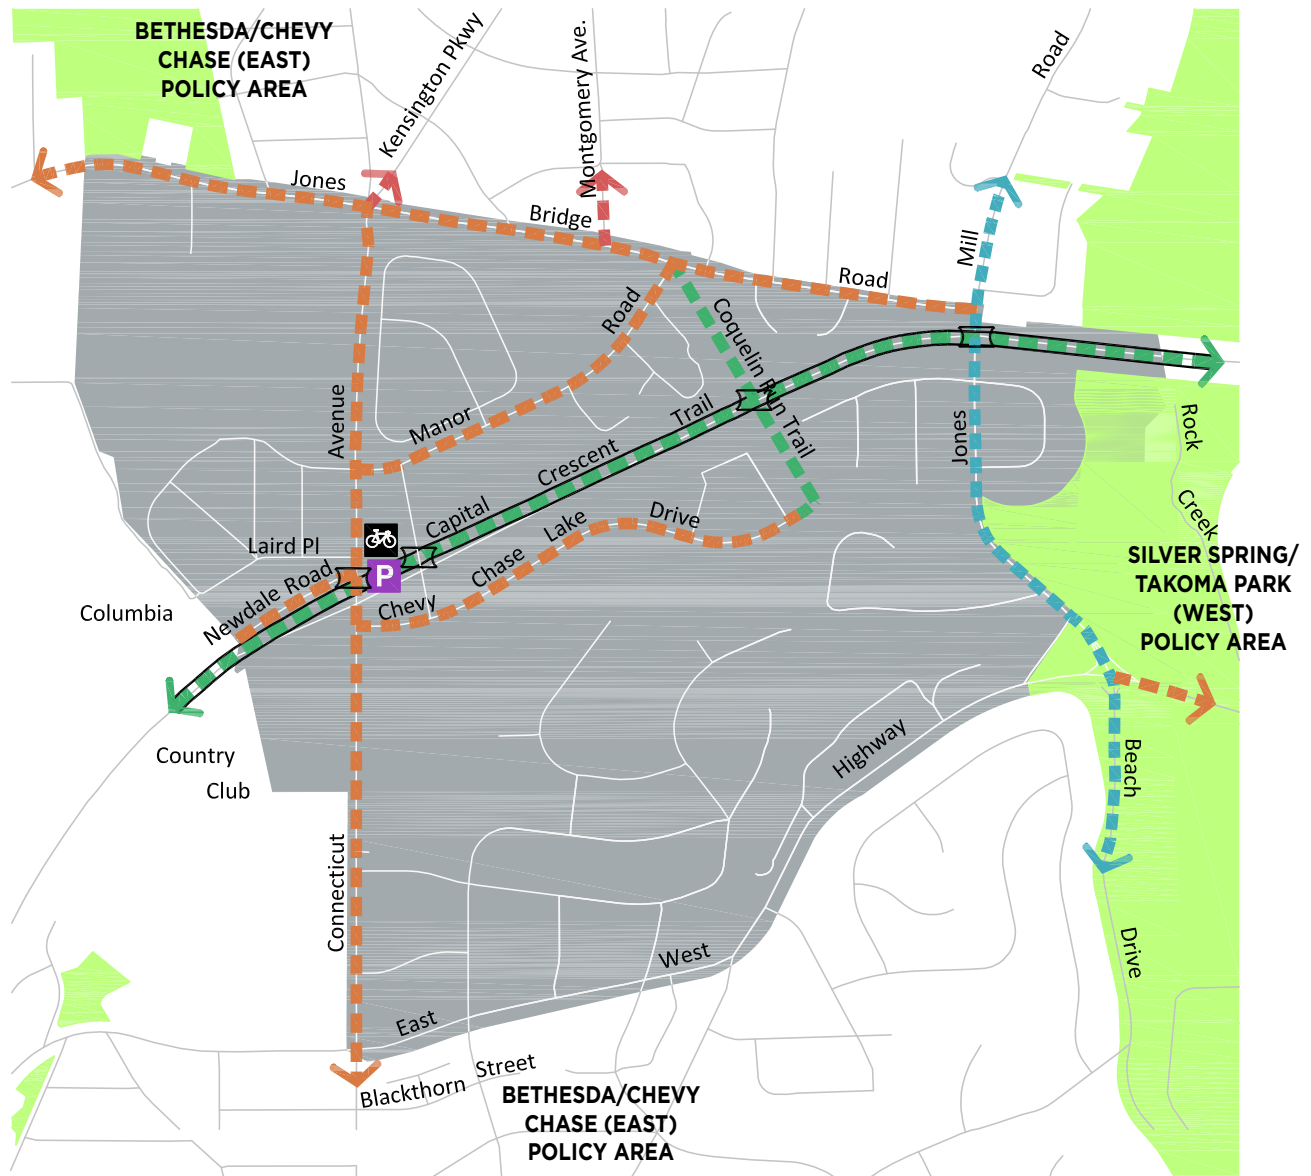 BETHESDA/CHEVY
CHASE (EAST)
POLICY AREA
Kensington Pkwy
Montgomery Ave.
Road
Jones
Bridge
Road
Mill
Road
Coquelin Run Trail
Avenue
Manor
Trail
Crescent
Capital
Jones
Rock
Creek
Laird Pl
Newdale Road
P
Chevy
Chase
Lake
Drive
Columbia
Country
Club
SILVER SPRING/
TAKOMA PARK
(WEST)
POLICY AREA
Highway
Beach
Drive
Connecticut
West
East
Blackthorn
Street
BETHESDA/CHEVY
CHASE (EAST)
POLICY AREA